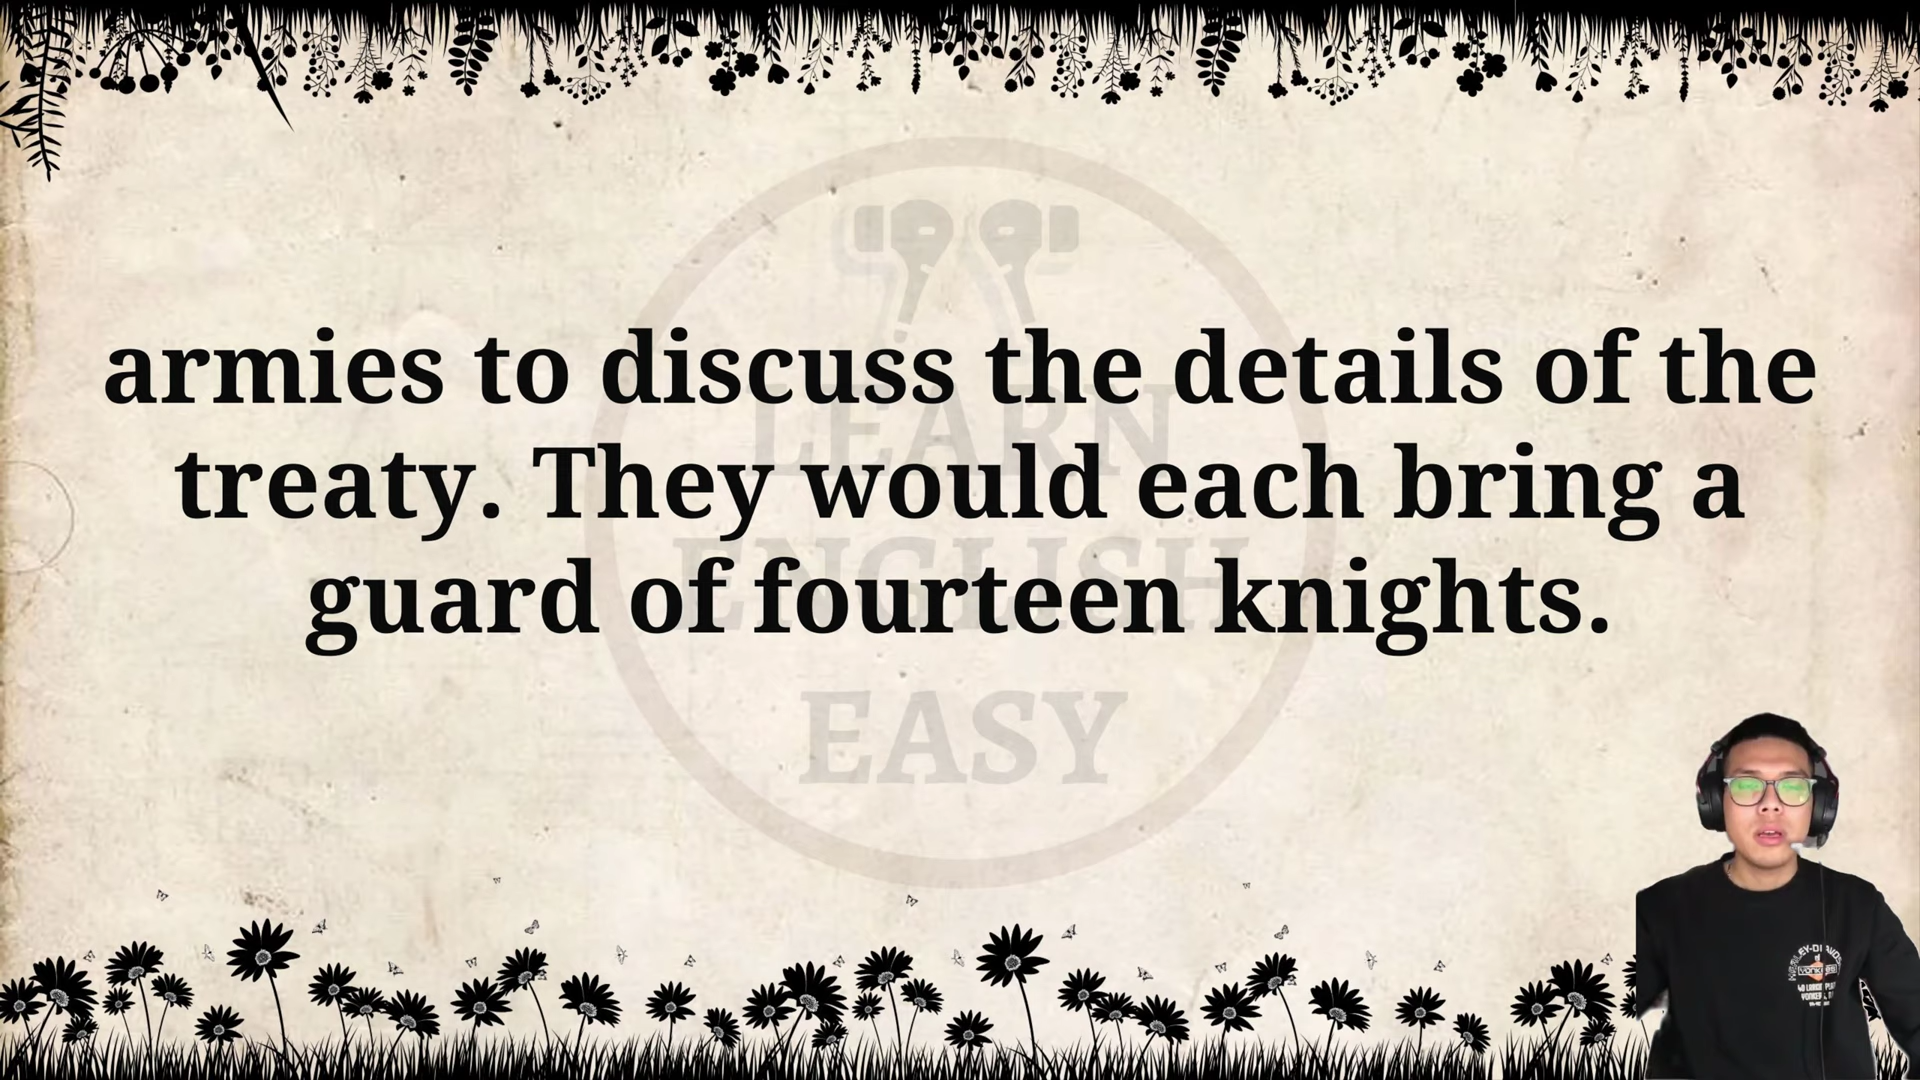 armies to discuss the details of the
treaty. They would each bring a
guard of fourteen knights.
LEARN
ENGLISH
EASY